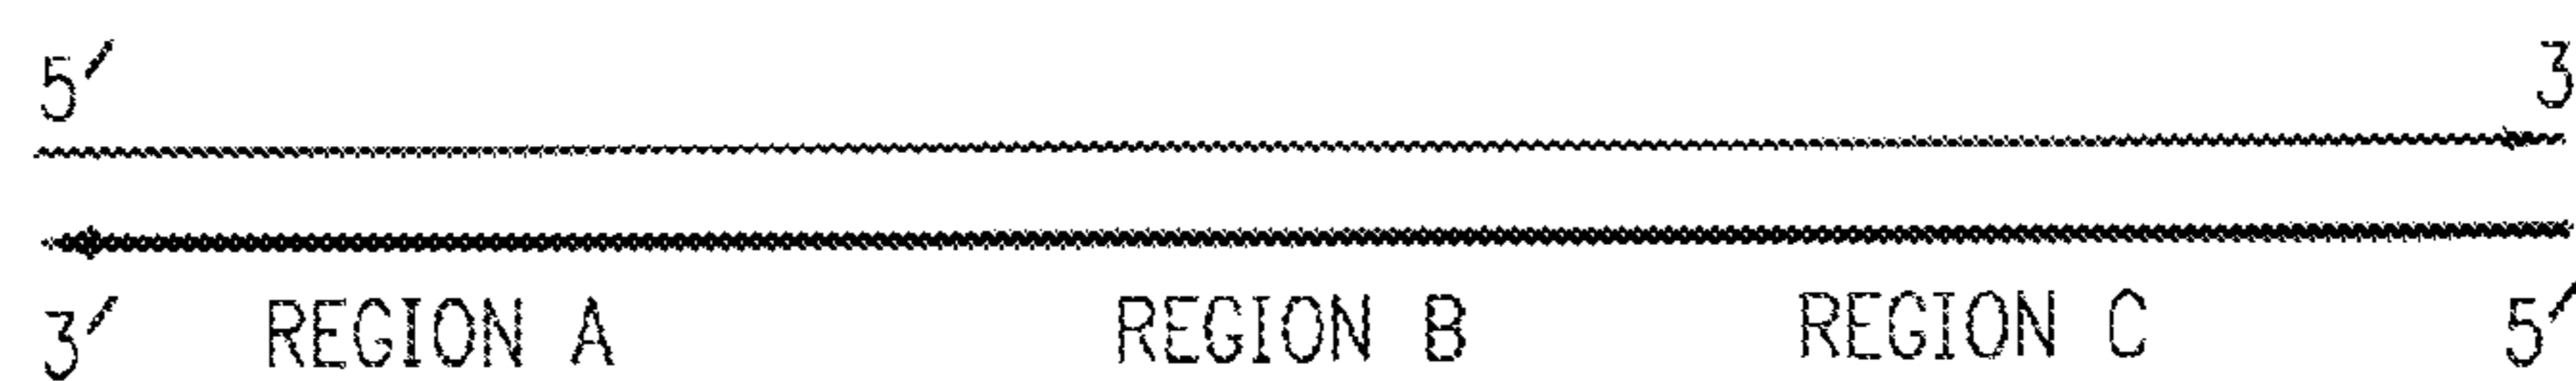 5′ 3
3′ REGION A REGION B REGION C 5′